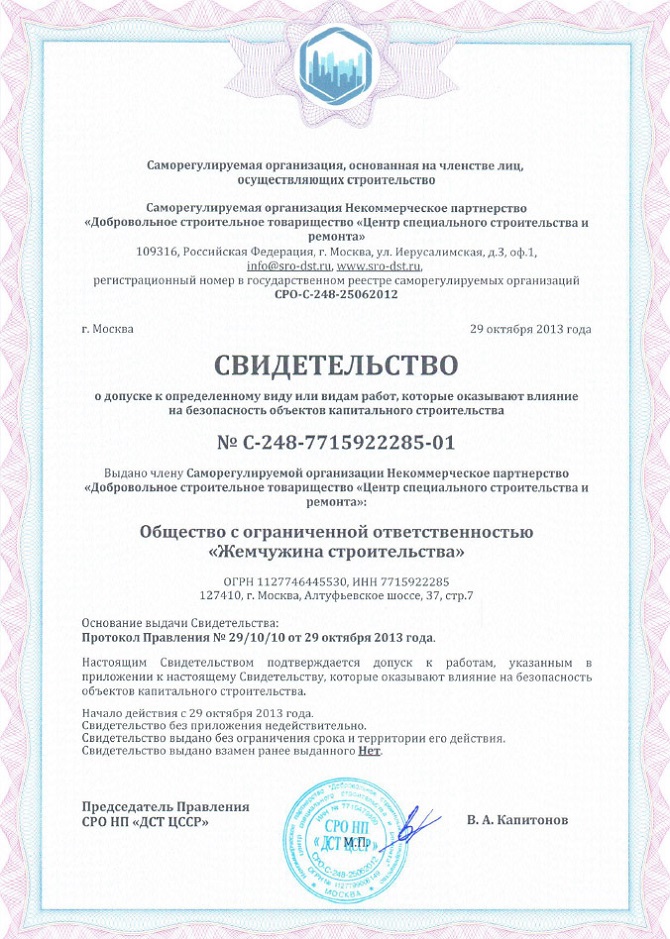 Саморегулируемая организация, основанная на членстве лиц,
осуществляющих строительство
Саморегулируемая организация Некоммерческое партнерство
«Добровольное строительное товарищество «Центр специального строительства и
ремонта»
109316, Российская Федерация, г. Москва, ул. Иерусалимская, д.3, оф.1,
info@sro-dst.ru, www.sro-dst.ru,
регистрационный номер в государственном реестре саморегулируемых организаций
СРО-С-248-25062012
г. Москва
29 октября 2013 года
СВИДЕТЕЛЬСТВО
о допуске к определенному виду или видам работ, которые оказывают влияние
на безопасность объектов капитального строительства
№ С-248-7715922285-01
Выдано члену Саморегулируемой организации Некоммерческое партнерство
«Добровольное строительное товарищество «Центр специального строительства и
ремонта»:
Общество с ограниченной ответственностью
«Жемчужина строительства»
ОГРН 1127746445530, ИНН 7715922285
127410, г. Москва, Алтуфьевское шоссе, 37, стр.7
Основание выдачи Свидетельства:
Протокол Правления № 29/10/10 от 29 октября 2013 года.
Настоящим Свидетельством подтверждается допуск к работам, указанным в
приложении к настоящему Свидетельству, которые оказывают влияние на безопасность
объектов капитального строительства.
Начало действия с 29 октября 2013 года.
Свидетельство без приложения недействительно.
Свидетельство выдано без ограничения срока и территории его действия.
Свидетельство выдано взамен ранее выданного Нет.
Председатель Правления
СРО НП «ДСТ ЦССР»
СРО НП
«ДСТ ЦССР»
М.П.
СРО-С-248-25062012
МОСКВА
В. А. Капитонов